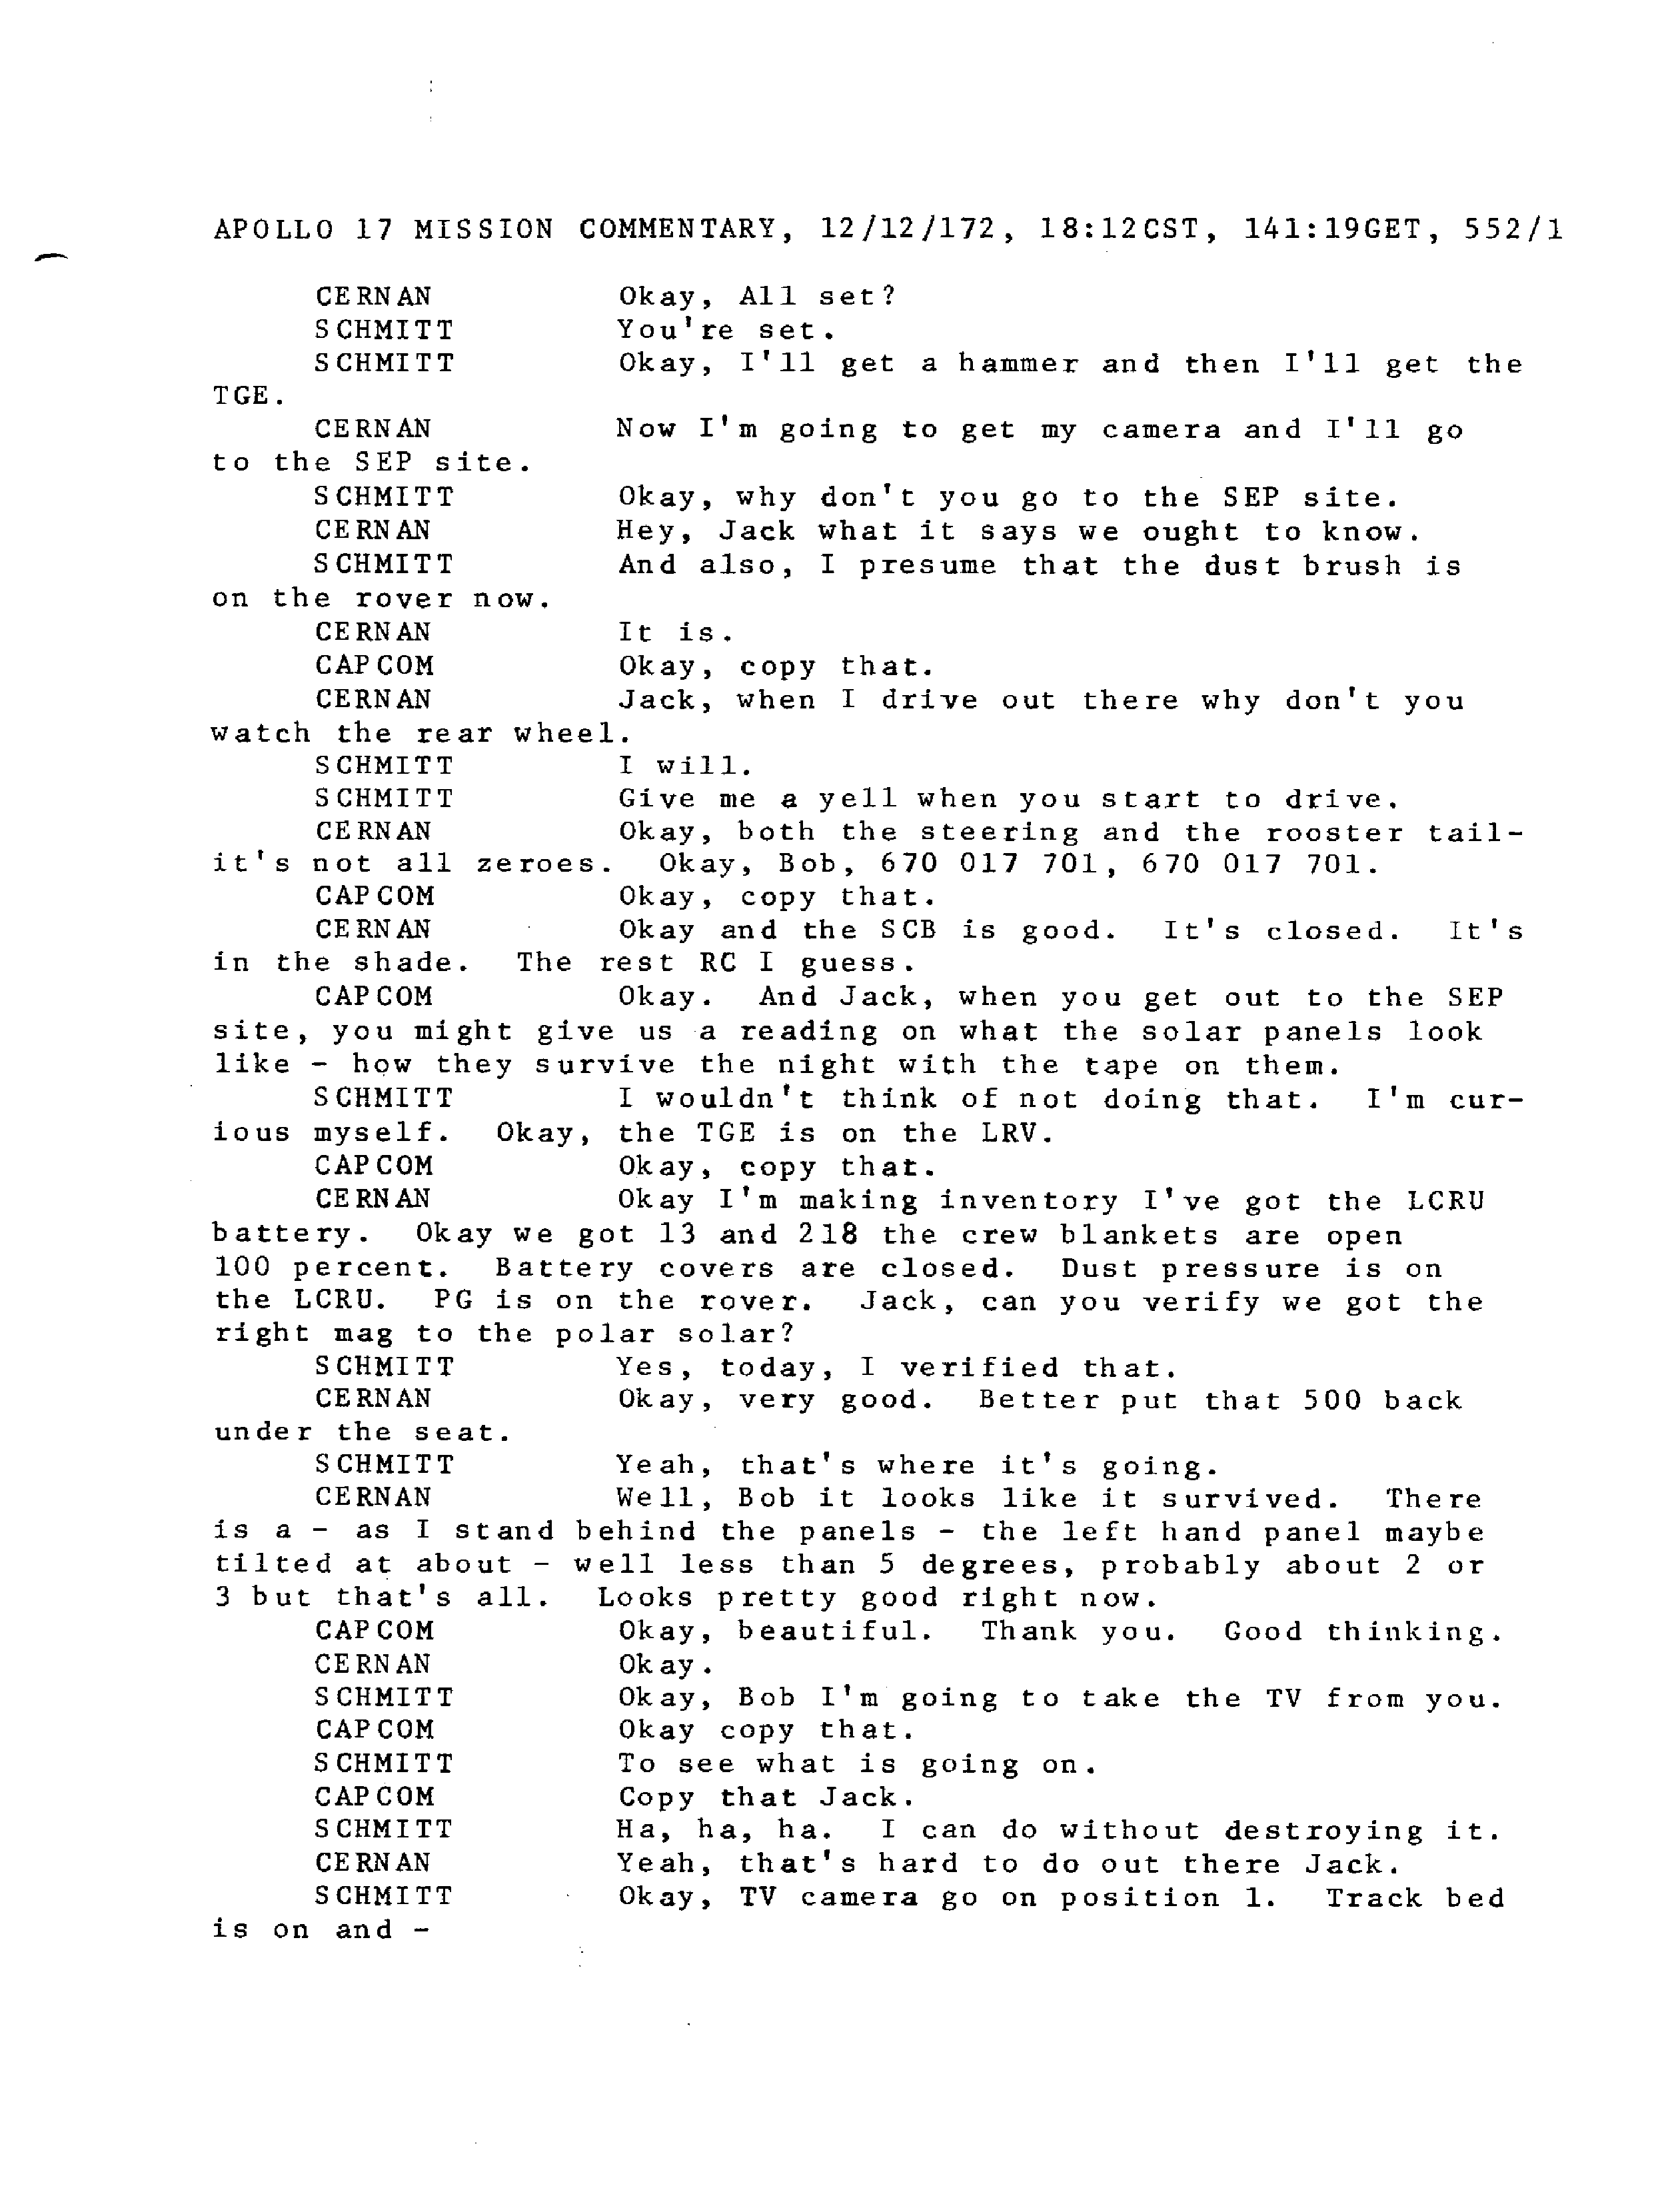 APOLLO 17 MISSION COMMENTARY, 12/12/172, 18:12CST, 141:19GET, 552/1
CERNAN Okay, All set?
SCHMITT You're set.
SCHMITT Okay, I'll get a hammer and then I'll get the
TGE.
CERNAN Now I'm going to get my camera and I'll go
to the SEP site.
SCHMITT Okay, why don't you go to the SEP site.
CERNAN Hey, Jack what it says we ought to know.
SCHMITT And also, I presume that the dust brush is
on the rover now.
CERNAN It is.
CAPCOM Okay, copy that.
CERNAN Jack, when I drive out there why don't you
watch the rear wheel.
SCHMITT I will.
SCHMITT Give me a yell when you start to drive.
CERNAN Okay, both the steering and the rooster tail-
it's not all zeroes. Okay, Bob, 670 017 701, 670 017 701.
CAPCOM Okay, copy that.
CERNAN Okay and the SCB is good. It's closed. It's
in the shade. The rest RC I guess.
CAPCOM Okay. And Jack, when you get out to the SEP
site, you might give us a reading on what the solar panels look
like - how they survive the night with the tape on them.
SCHMITT I wouldn't think of not doing that. I'm cur-
ious myself. Okay, the TGE is on the LRV.
CAPCOM Okay, copy that.
CERNAN Okay I'm making inventory I've got the LCRU
battery. Okay we got 13 and 218 the crew blankets are open
100 percent. Battery covers are closed. Dust pressure is on
the LCRU. PG is on the rover. Jack, can you verify we got the
right mag to the polar solar?
SCHMITT Yes, today, I verified that.
CERNAN Okay, very good. Better put that 500 back
under the seat.
SCHMITT Yeah, that's where it's going.
CERNAN Well, Bob it looks like it survived. There
is a - as I stand behind the panels - the left hand panel maybe
tilted at about - well less than 5 degrees, probably about 2 or
3 but that's all. Looks pretty good right now.
CAPCOM Okay, beautiful. Thank you. Good thinking.
CERNAN Okay.
SCHMITT Okay, Bob I'm going to take the TV from you.
CAPCOM Okay copy that.
SCHMITT To see what is going on.
CAPCOM Copy that Jack.
SCHMITT Ha, ha, ha. I can do without destroying it.
CERNAN Yeah, that's hard to do out there Jack.
SCHMITT Okay, TV camera go on position 1. Track bed
is on and -